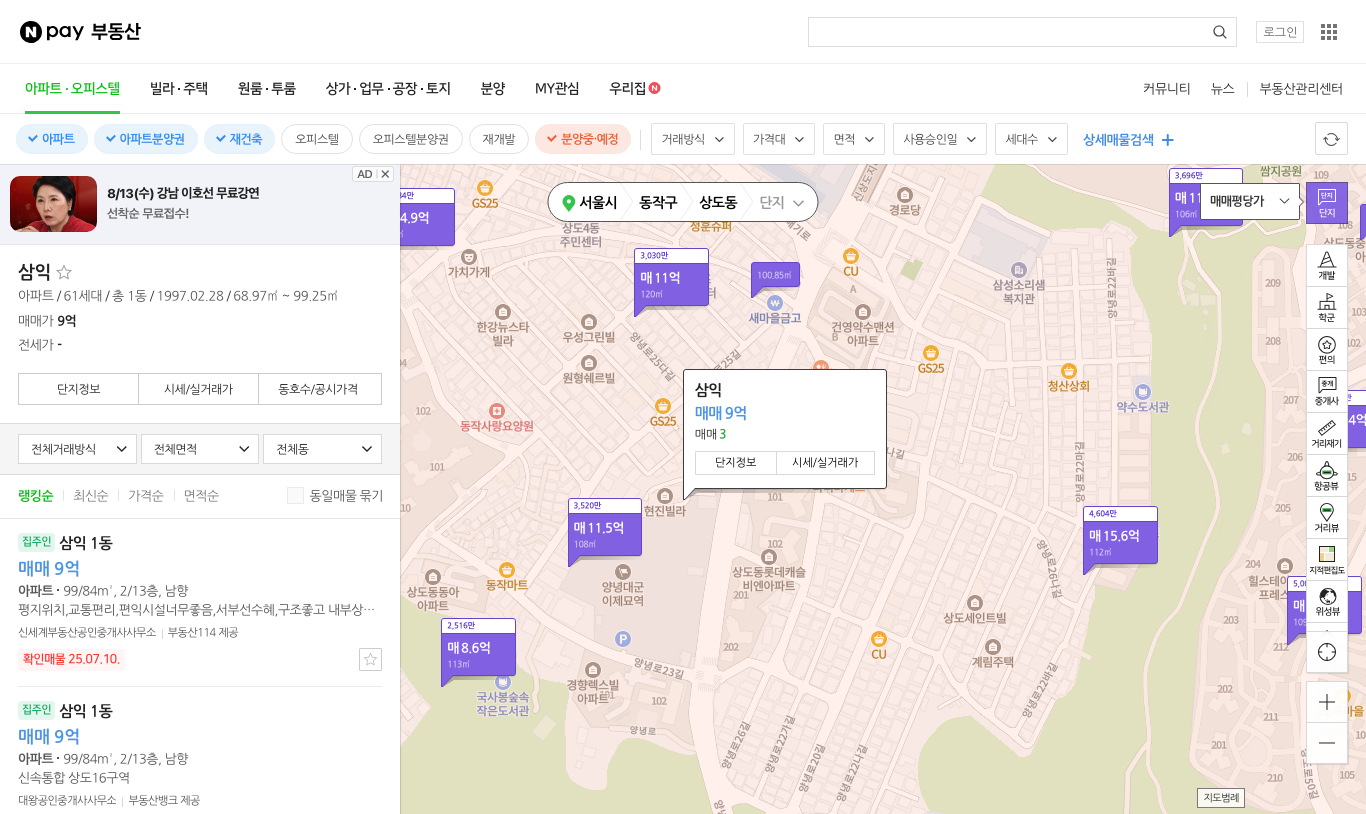 N pay 부동산
로그인
아파트·오피스텔
빌라·주택
원룸·투룸
상가·업무·공장·토지
분양
MY관심
우리집 N
커뮤니티
뉴스
부동산관리센터
아파트
아파트분양권
재건축
오피스텔
오피스텔분양권
재개발
분양중·예정
거래방식
가격대
면적
사용승인일
세대수
상세매물검색
AD
8/13(수) 강남 이호선 무료강연
선착순 무료접수!
삼익
아파트 / 61세대 / 총 1동 / 1997.02.28 / 68.97㎡ ~ 99.25㎡
매매가 9억
전세가 -
단지정보
시세/실거래가
동호수/공시가격
전체거래방식
전체면적
전체동
랭킹순
최신순
가격순
면적순
동일매물 묶기
집주인 삼익 1동
매매 9억
아파트 · 99/84m², 2/13층, 남향
평지위치,교통편리,편익시설너무좋음,서부선수혜,구조좋고 내부상…
신세계부동산공인중개사사무소 | 부동산114 제공
확인매물 25.07.10.
집주인 삼익 1동
매매 9억
아파트 · 99/84m², 2/13층, 남향
신속통합 상도16구역
대왕공인중개사사무소 | 부동산뱅크 제공
서울시
동작구
상도동
단지
3,696만
매 11
106㎡
매매평당가
단지
단지
쌈지공원
4.9억
GS25
경로당
정훈슈퍼
상도4동
주민센터
가치가게
3,030만
매 11억
120㎡
100.85㎡
CU
A
새마을금고
삼성소리샘
복지관
양녕로22바길
209
102
개발
한강뉴스타
빌라
우성그린빌
건영약수맨션
아파트
B
208
학군
양녕로25다길
원형쉐르빌
GS25
청산상회
약수도서관
207
편의
중개
중개사
102
동작사랑요양원
GS25
삼익
매매 9억
매매 3
단지정보
시세/실거래가
101
206
거리재기
양녕로22마길
항공뷰
현진빌라
3,520만
매 11.5억
108㎡
4,604만
매 15.6억
112㎡
205
거리뷰
동작마트
상도동동아
아파트
양녕대군
이제묘역
상도동롯데캐슬
비엔아파트
201
양녕로26나길
204
힐스테이
프레스
지적편집도
위성뷰
2,516만
매 8.6억
113㎡
P
상도세인트빌
CU
계림주택
203
212
202
양녕로23길
경향렉스빌
아파트
102
국사봉숲속
작은도서관
양녕로22바길
202
211
양녕로26길
양녕로22가길
양녕로20길
양녕로22나길
201
210
105
양녕로50길
지도범례